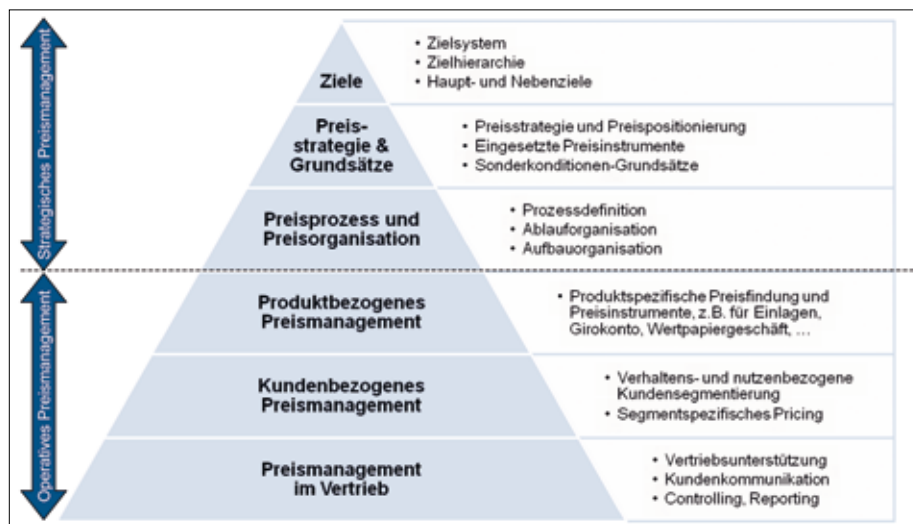 Strategisches Preismanagement
Ziele
• Zielsystem
• Zielhierarchie
• Haupt- und Nebenziele
Preis-
strategie &
Grundsätze
• Preisstrategie und Preispositionierung
• Eingesetzte Preisinstrumente
• Sonderkonditionen-Grundsätze
Preisprozess und
Preisorganisation
• Prozessdefinition
• Ablauforganisation
• Aufbauorganisation
Operatives Preismanagement
Produktbezogenes
Preismanagement
• Produktspezifische Preisfindung und
Preisinstrumente, z.B. für Einlagen,
Girokonto, Wertpapiergeschäft, ...
Kundenbezogenes
Preismanagement
• Verhaltens- und nutzenbezogene
Kundensegmentierung
• Segmentspezifisches Pricing
Preismanagement
im Vertrieb
• Vertriebsunterstützung
• Kundenkommunikation
• Controlling, Reporting